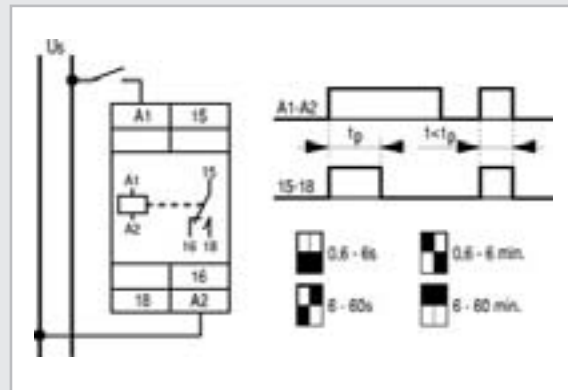 Us
A1 15
A1
A2
15
16 18
16
18 A2
A1-A2
tp t<tp
15-18
0,6 - 6s 0,6 - 6 min.
6 - 60s 6 - 60 min.